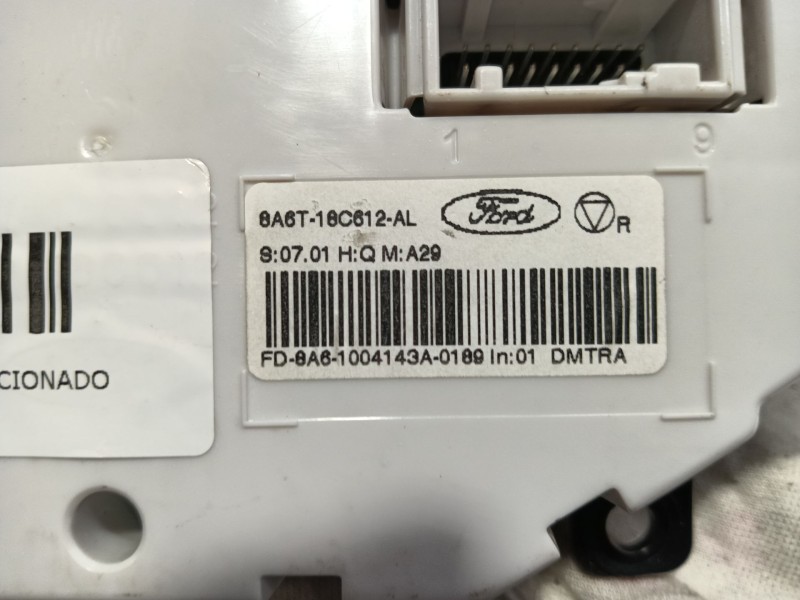 1 9
8A6T-18C612-AL Ford R
S:07.01 H:Q M:A29
FD-8A6-1004143A-0189 In:01 DMTRA
CIONADO